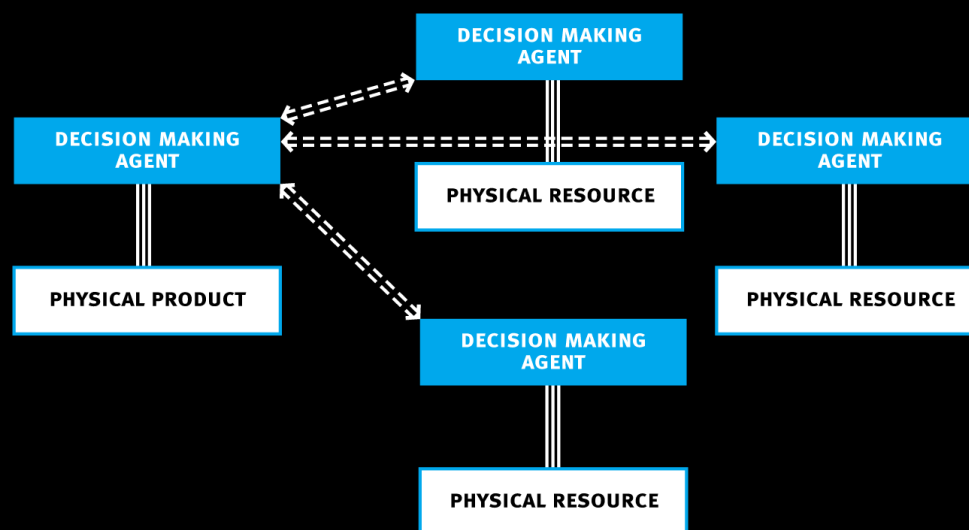 DECISION MAKING
AGENT
DECISION MAKING
AGENT
DECISION MAKING
AGENT
PHYSICAL RESOURCE
PHYSICAL PRODUCT
PHYSICAL RESOURCE
DECISION MAKING
AGENT
PHYSICAL RESOURCE